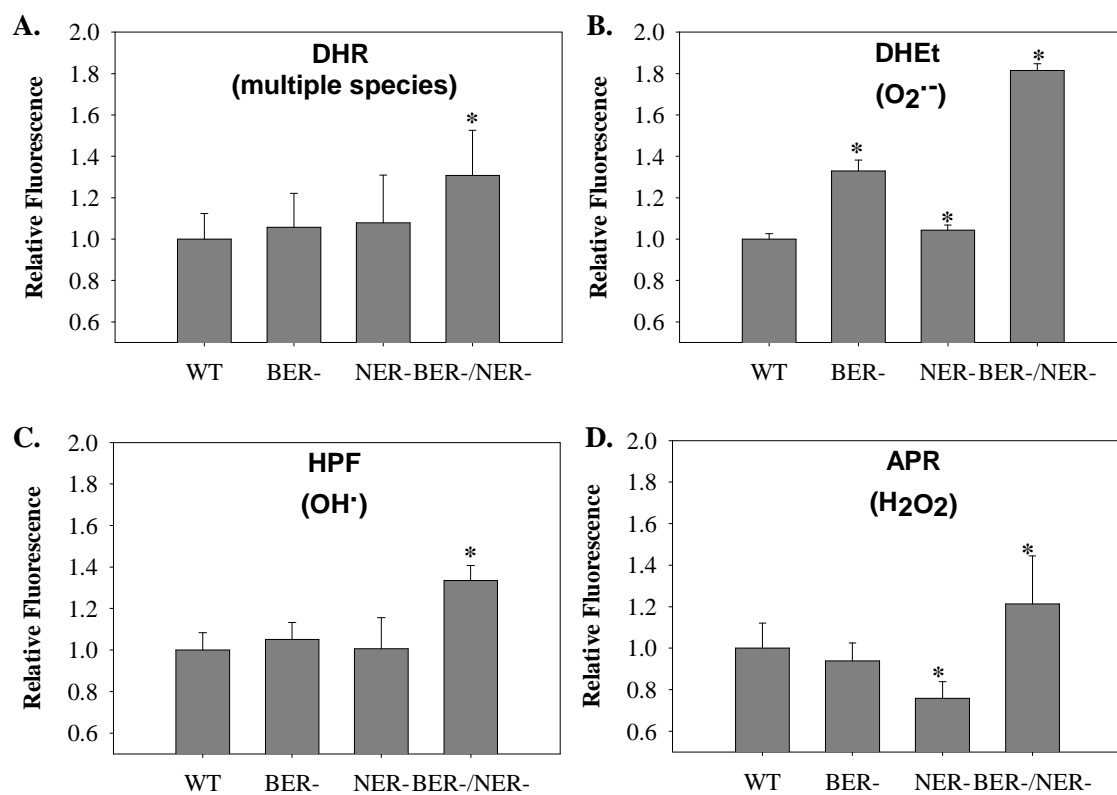 A.
DHR
(multiple species)
*
Relative Fluorescence
2.0
1.8
1.6
1.4
1.2
1.0
0.8
0.6
WT BER- NER- BER-/NER-
B.
DHEt
(O2·-)
* * *
Relative Fluorescence
2.0
1.8
1.6
1.4
1.2
1.0
0.8
0.6
WT BER- NER- BER-/NER-
C.
HPF
(OH·)
*
Relative Fluorescence
2.0
1.8
1.6
1.4
1.2
1.0
0.8
0.6
WT BER- NER- BER-/NER-
D.
APR
(H2O2)
* *
Relative Fluorescence
2.0
1.8
1.6
1.4
1.2
1.0
0.8
0.6
WT BER- NER- BER-/NER-